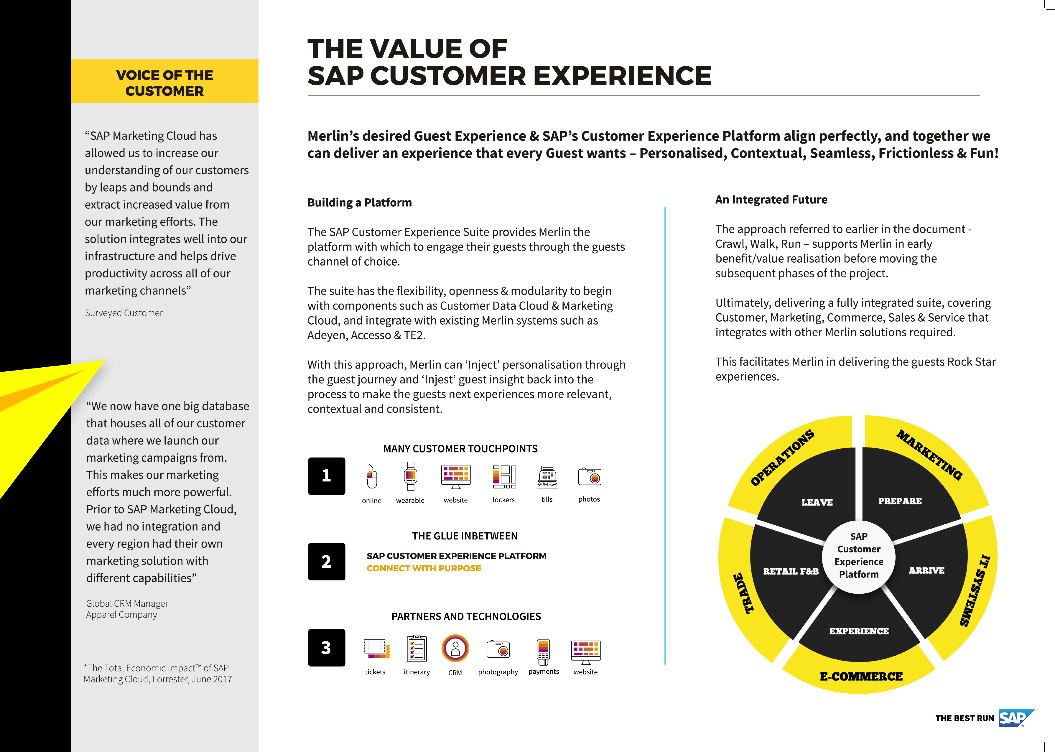 VOICE OF THE
CUSTOMER
“SAP Marketing Cloud has
allowed us to increase our
understanding of our customers
by leaps and bounds and
extract increased value from
our marketing efforts. The
solution integrates well into our
infrastructure and helps drive
productivity across all of our
marketing channels”
Surveyed Customer
“We now have one big database
that houses all of our customer
data where we launch our
marketing campaigns from.
This makes our marketing
efforts much more powerful.
Prior to SAP Marketing Cloud,
we had no integration and
every region had their own
marketing solution with
different capabilities”
Global CRM Manager
Apparel Company
"The Total Economic Impact™ of SAP
Marketing Cloud, Forrester, June 2017
THE VALUE OF
SAP CUSTOMER EXPERIENCE
Merlin’s desired Guest Experience & SAP’s Customer Experience Platform align perfectly, and together we
can deliver an experience that every Guest wants – Personalised, Contextual, Seamless, Frictionless & Fun!
Building a Platform
The SAP Customer Experience Suite provides Merlin the
platform with which to engage their guests through the guests
channel of choice.
The suite has the flexibility, openness & modularity to begin
with components such as Customer Data Cloud & Marketing
Cloud, and integrate with existing Merlin systems such as
Adeyen, Accesso & TE2.
With this approach, Merlin can ‘Inject’ personalisation through
the guest journey and ‘Injest’ guest insight back into the
process to make the guests next experiences more relevant,
contextual and consistent.
MANY CUSTOMER TOUCHPOINTS
1
online wearable website lockers tills photos
THE GLUE INBETWEEN
2
SAP CUSTOMER EXPERIENCE PLATFORM
CONNECT WITH PURPOSE
PARTNERS AND TECHNOLOGIES
3
tickets itinerary CRM photography payments website
An Integrated Future
The approach referred to earlier in the document -
Crawl, Walk, Run – supports Merlin in early
benefit/value realisation before moving the
subsequent phases of the project.
Ultimately, delivering a fully integrated suite, covering
Customer, Marketing, Commerce, Sales & Service that
integrates with other Merlin solutions required.
This facilitates Merlin in delivering the guests Rock Star
experiences.
OPERATIONS
MARKETING
LEAVE
PREPARE
SAP
Customer
Experience
Platform
RETAIL F&B
ARRIVE
TRADE
IT SYSTEMS
EXPERIENCE
E-COMMERCE
THE BEST RUN SAP